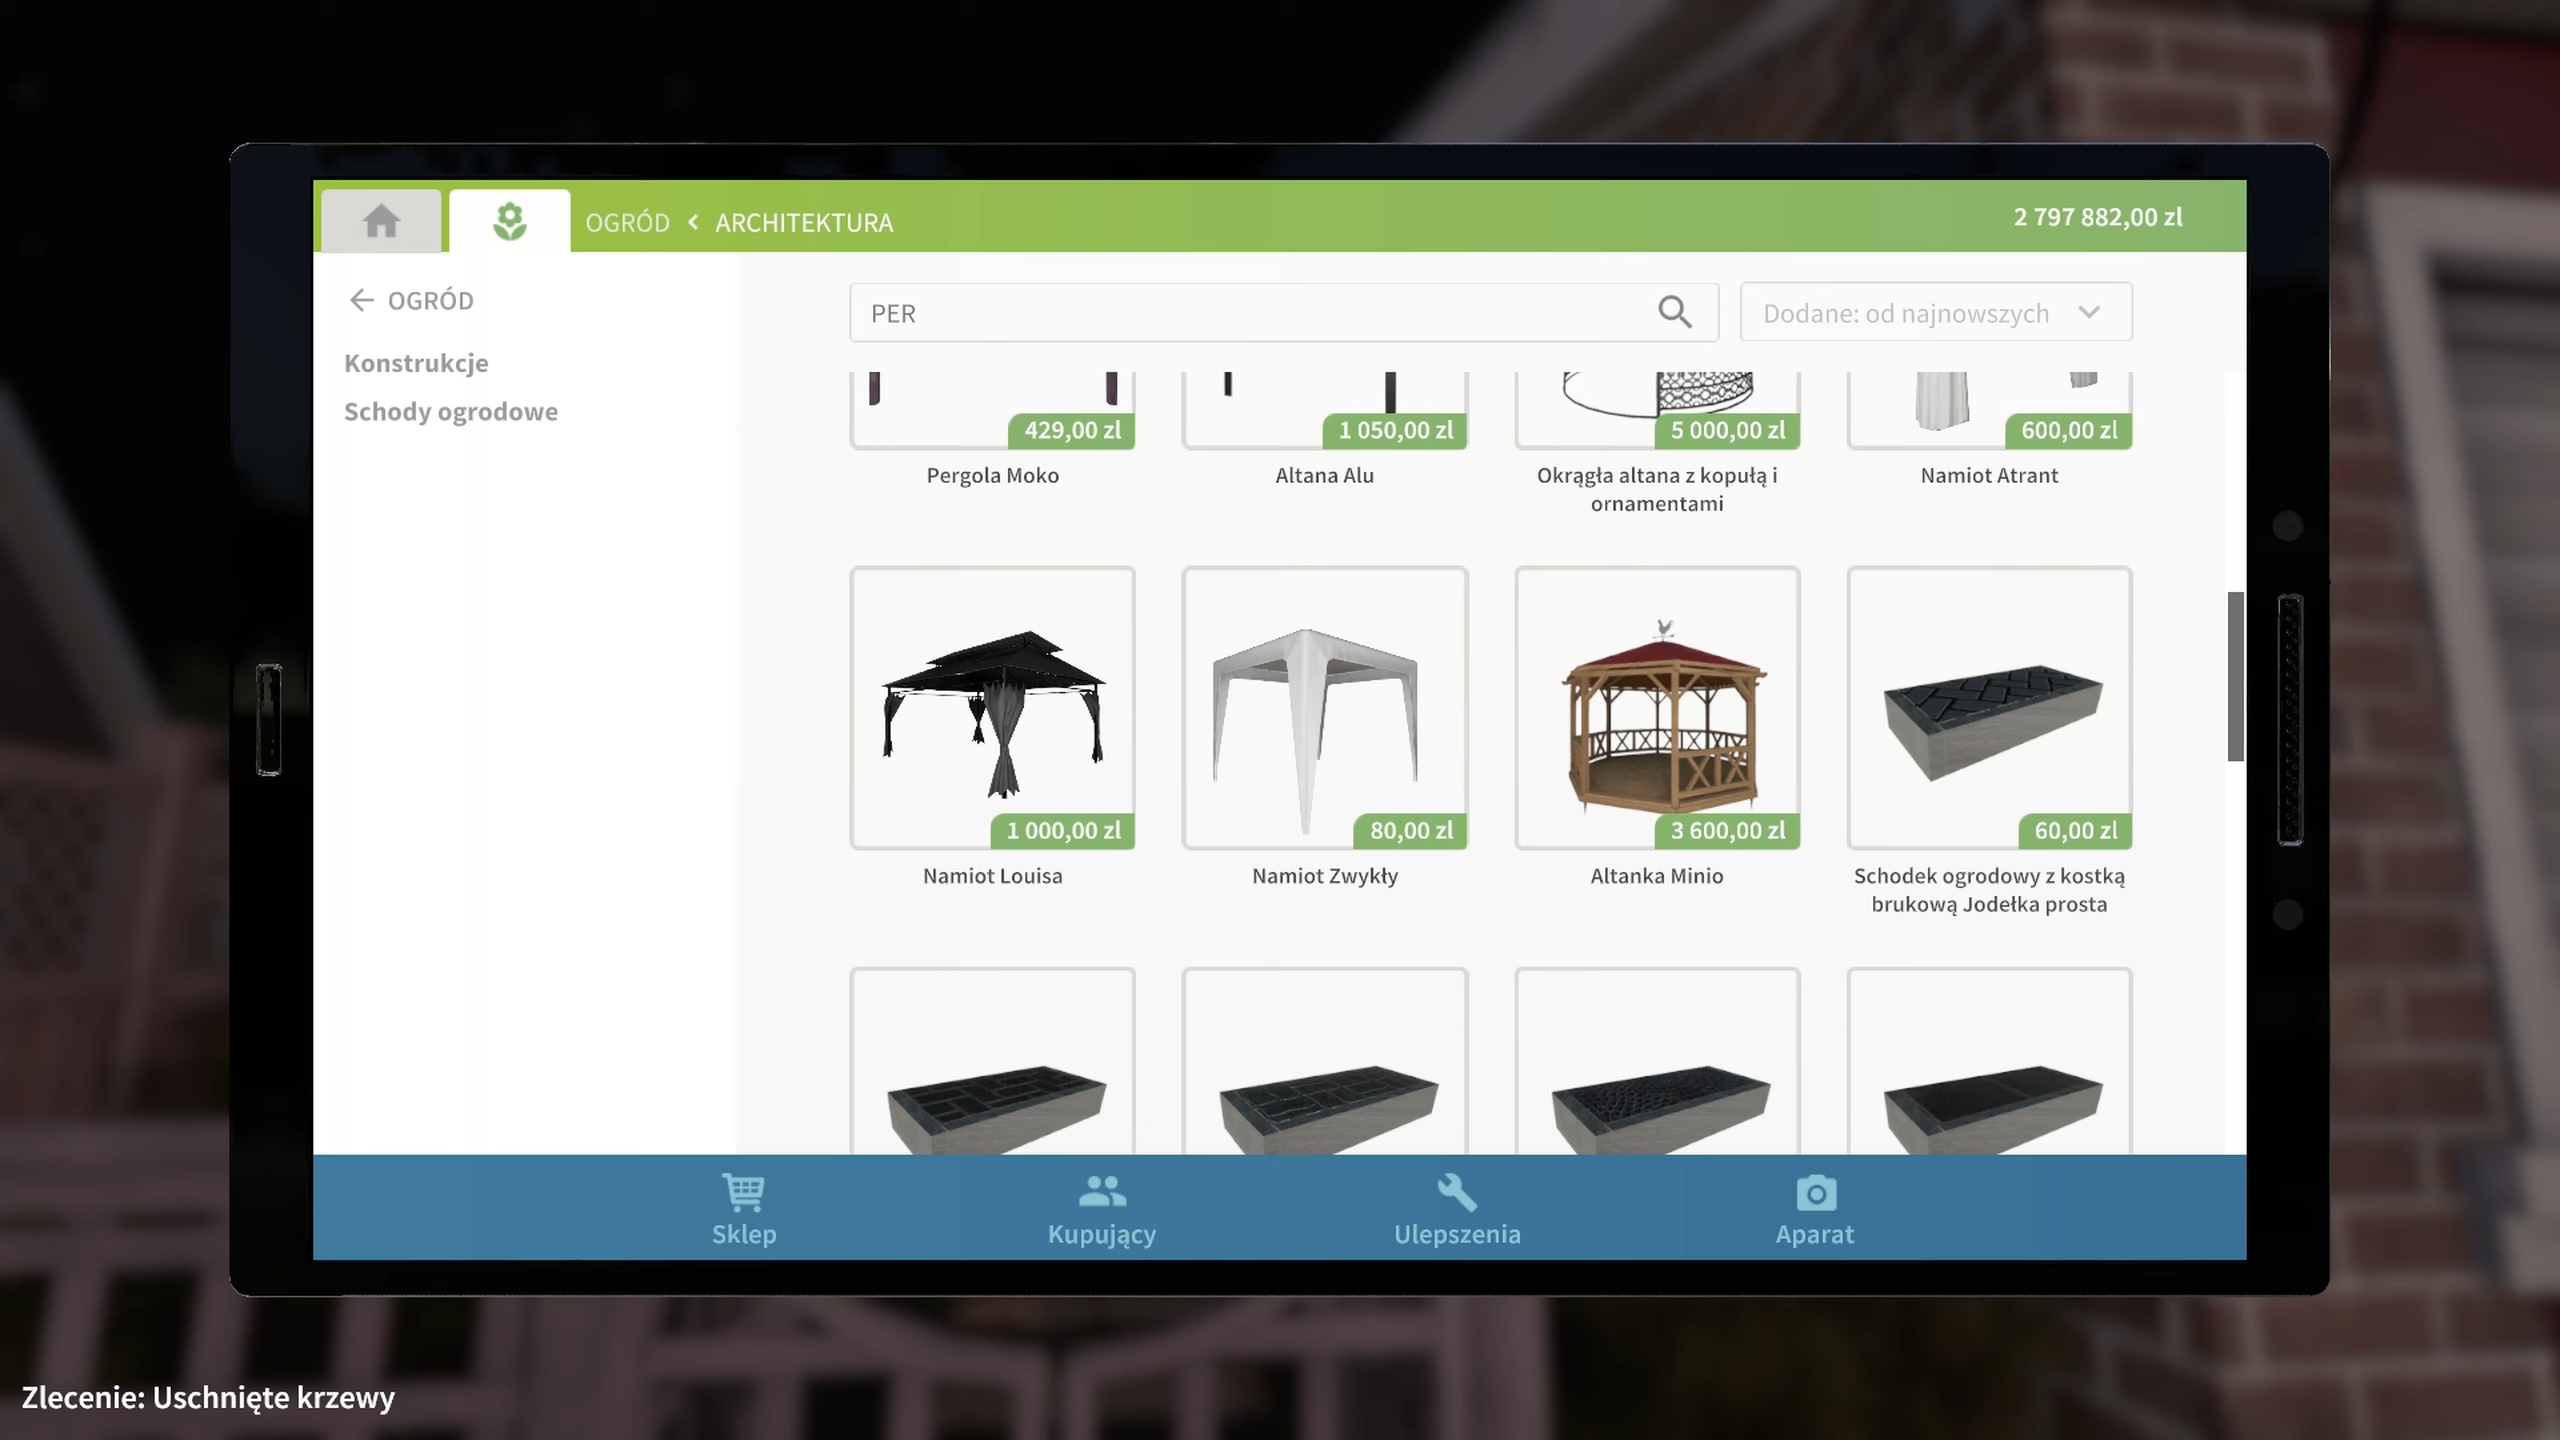 OGRÓD < ARCHITEKTURA
2 797 882,00 zl
← OGRÓD
Konstrukcje
Schody ogrodowe
PER
Dodane: od najnowszych
429,00 zl
1 050,00 zl
5 000,00 zl
600,00 zl
Pergola Moko
Altana Alu
Okrągła altana z kopułą i
ornamentami
Namiot Atrant
1 000,00 zl
80,00 zl
3 600,00 zl
60,00 zl
Namiot Louisa
Namiot Zwykły
Altanka Minio
Schodek ogrodowy z kostką
brukową Jodełka prosta
Sklep
Kupujący
Ulepszenia
Aparat
Zlecenie: Uschnięte krzewy